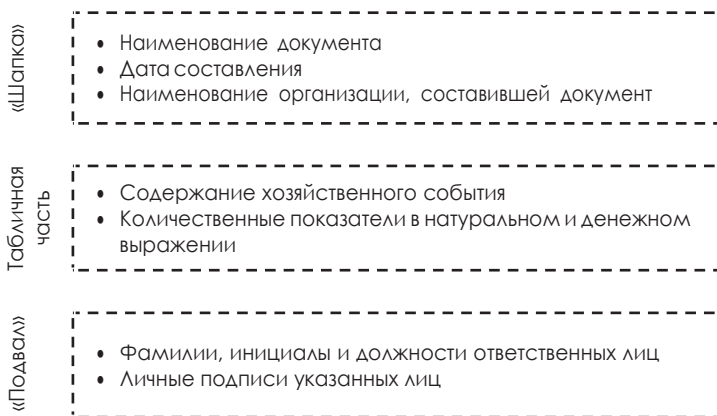 «Шапка»
• Наименование документа
• Дата составления
• Наименование организации, составившей документ
Табличная
часть
• Содержание хозяйственного события
• Количественные показатели в натуральном и денежном
выражении
«Подвал»
• Фамилии, инициалы и должности ответственных лиц
• Личные подписи указанных лиц